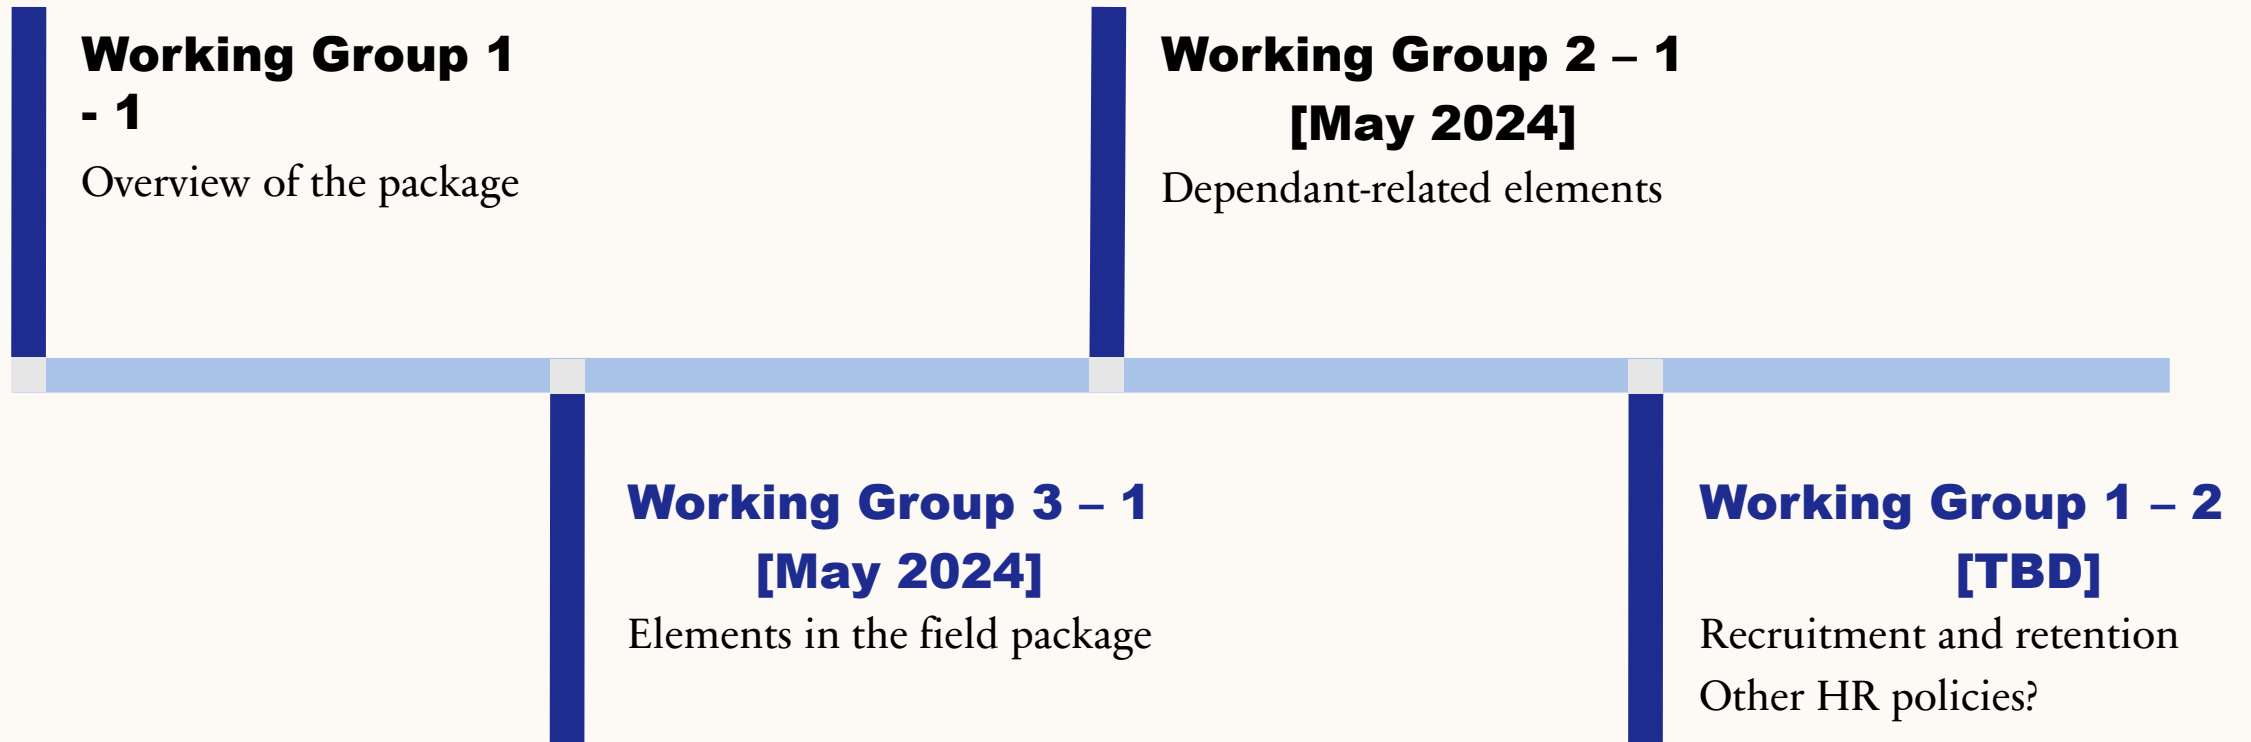 Working Group 1
- 1
Overview of the package
Working Group 2 – 1
[May 2024]
Dependant-related elements
Working Group 3 – 1
[May 2024]
Elements in the field package
Working Group 1 – 2
[TBD]
Recruitment and retention
Other HR policies?